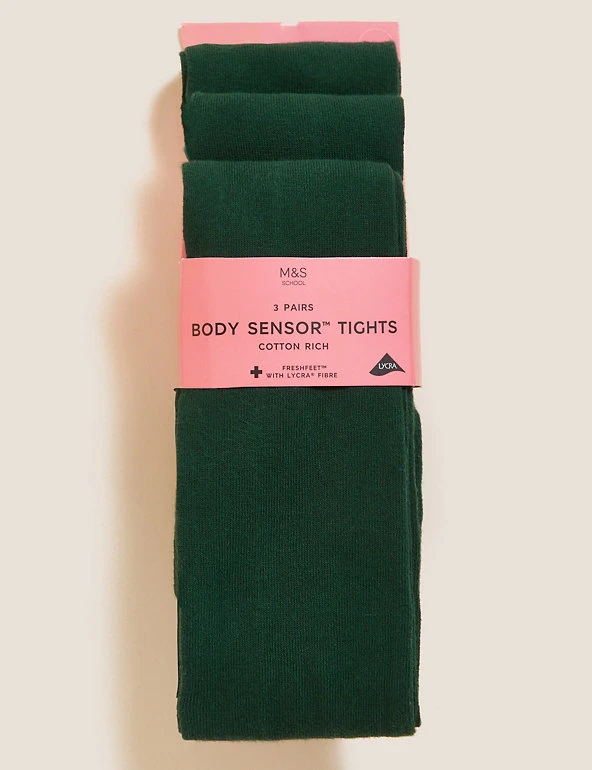 M&S
SCHOOL
3 PAIRS
BODY SENSOR™ TIGHTS
COTTON RICH
+ FRESHFEET™
WITH LYCRA® FIBRE
LYCRA